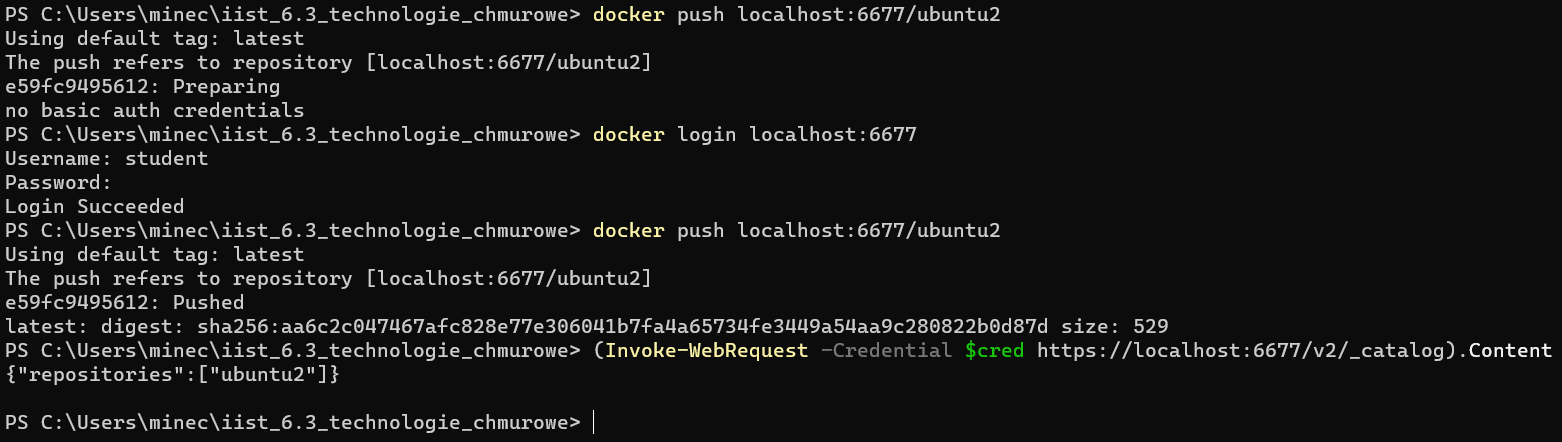 PS C:\Users\minec\iist_6.3_technologie_chmurowe> docker push localhost:6677/ubuntu2
Using default tag: latest
The push refers to repository [localhost:6677/ubuntu2]
e59fc9495612: Preparing
no basic auth credentials
PS C:\Users\minec\iist_6.3_technologie_chmurowe> docker login localhost:6677
Username: student
Password:
Login Succeeded
PS C:\Users\minec\iist_6.3_technologie_chmurowe> docker push localhost:6677/ubuntu2
Using default tag: latest
The push refers to repository [localhost:6677/ubuntu2]
e59fc9495612: Pushed
latest: digest: sha256:aa6c2c047467afc828e77e306041b7fa4a65734fe3449a54aa9c280822b0d87d size: 529
PS C:\Users\minec\iist_6.3_technologie_chmurowe> (Invoke-WebRequest -Credential $cred https://localhost:6677/v2/_catalog).Content
{"repositories":["ubuntu2"]}
PS C:\Users\minec\iist_6.3_technologie_chmurowe>